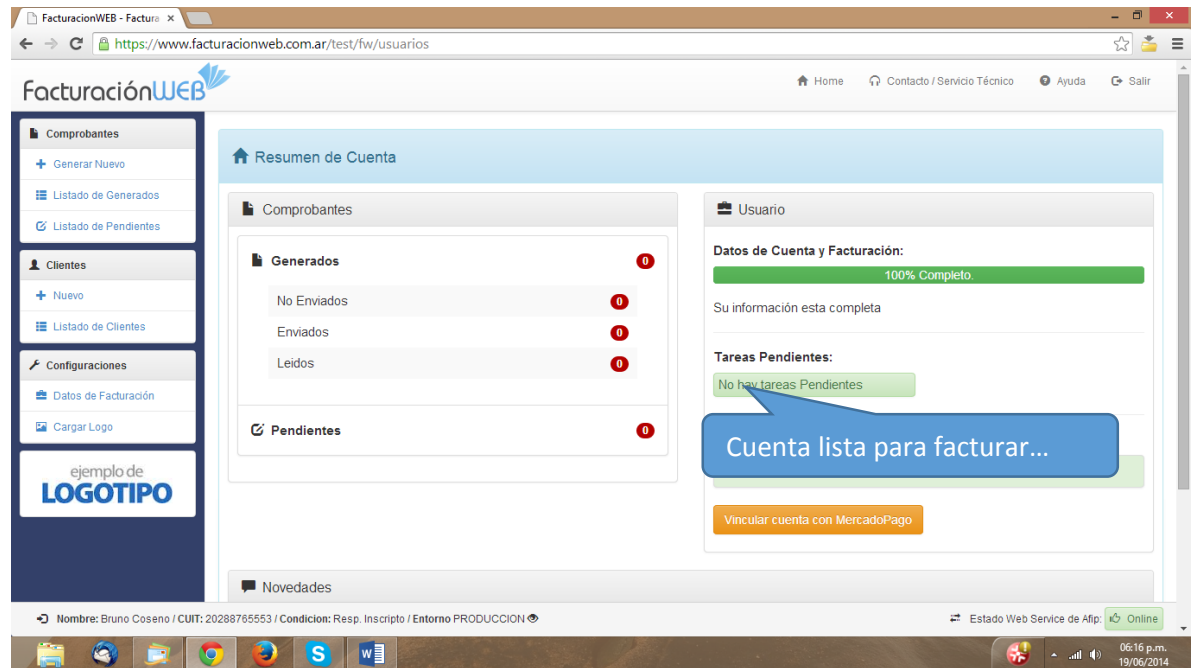 FacturacionWEB - Factura
https://www.facturacionweb.com.ar/test/fw/usuarios
FacturaciónWEB
Home
Contacto / Servicio Técnico
Ayuda
Salir
Comprobantes
Generar Nuevo
Listado de Generados
Listado de Pendientes
Clientes
Nuevo
Listado de Clientes
Configuraciones
Datos de Facturación
Cargar Logo
ejemplo de
LOGOTIPO
Resumen de Cuenta
Comprobantes
Generados 0
No Enviados 0
Enviados 0
Leidos 0
Pendientes 0
Usuario
Datos de Cuenta y Facturación:
100% Completo.
Su información esta completa
Tareas Pendientes:
No hay tareas Pendientes
Cuenta lista para facturar...
Vincular cuenta con MercadoPago
Novedades
Nombre: Bruno Coseno / CUIT: 20288765553 / Condicion: Resp. Inscripto / Entorno PRODUCCION
Estado Web Service de Afip: Online
06:16 p.m.
19/06/2014